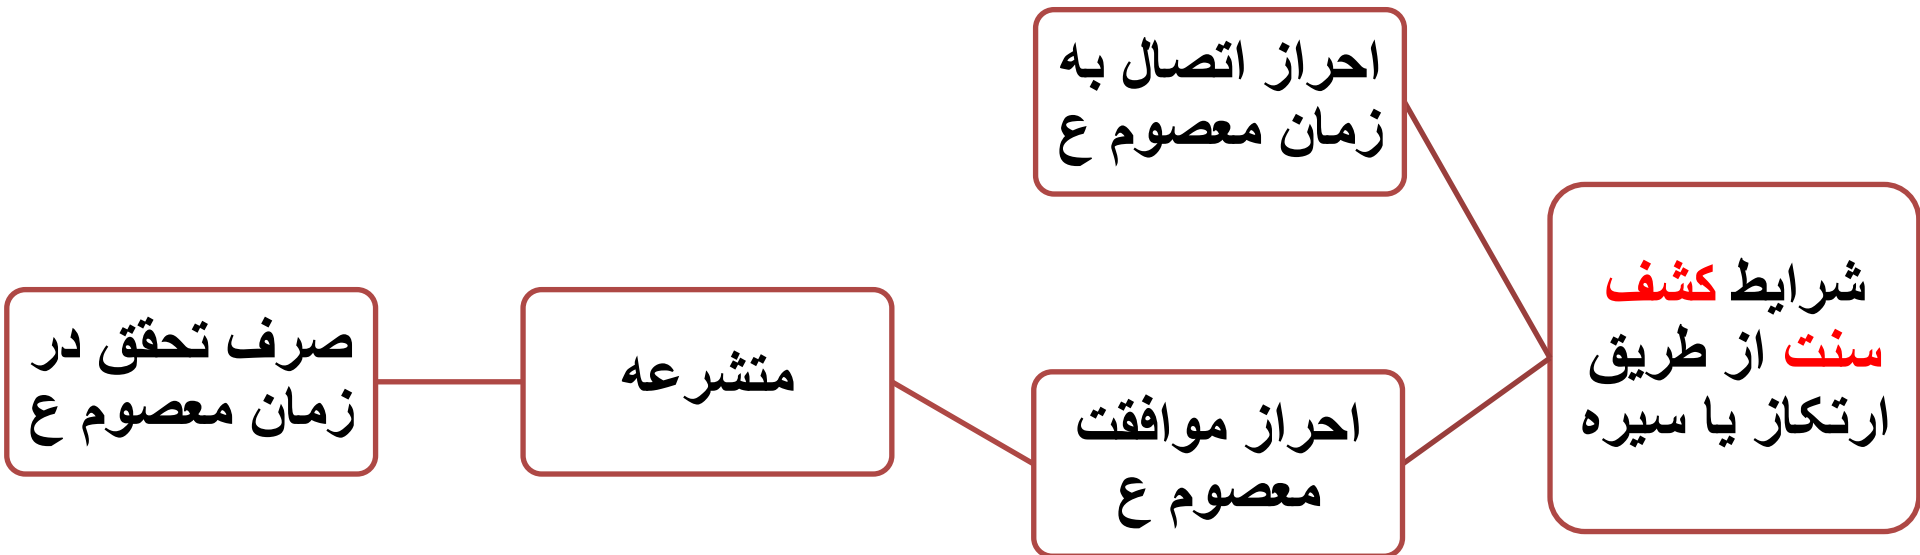 شرایط کشف
سنت از طریق
ارتکاز یا سیره
احراز اتصال به
زمان معصوم ع
احراز موافقت
معصوم ع
متشرعه
صرف تحقق در
زمان معصوم ع